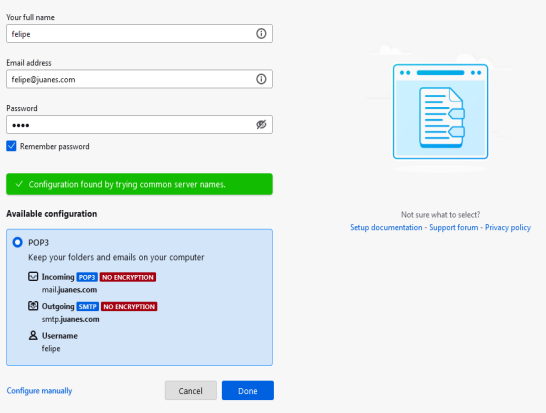 Your full name
felipe
Email address
felipe@juanes.com
Password
••••
Remember password
Configuration found by trying common server names.
Available configuration
POP3
Keep your folders and emails on your computer
Incoming POP3 NO ENCRYPTION
mail.juanes.com
Outgoing SMTP NO ENCRYPTION
smtp.juanes.com
Username
felipe
Configure manually
Cancel
Done
Not sure what to select?
Setup documentation - Support forum - Privacy policy